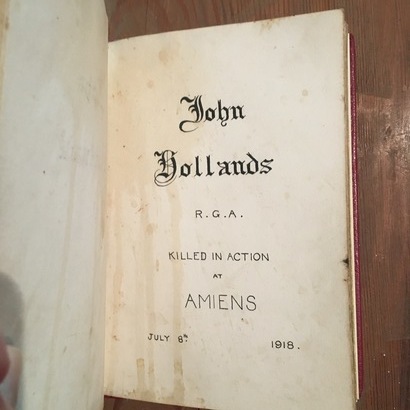 John
Hollands
R.G.A.
KILLED IN ACTION
AT
AMIENS
JULY 8TH. 1918.